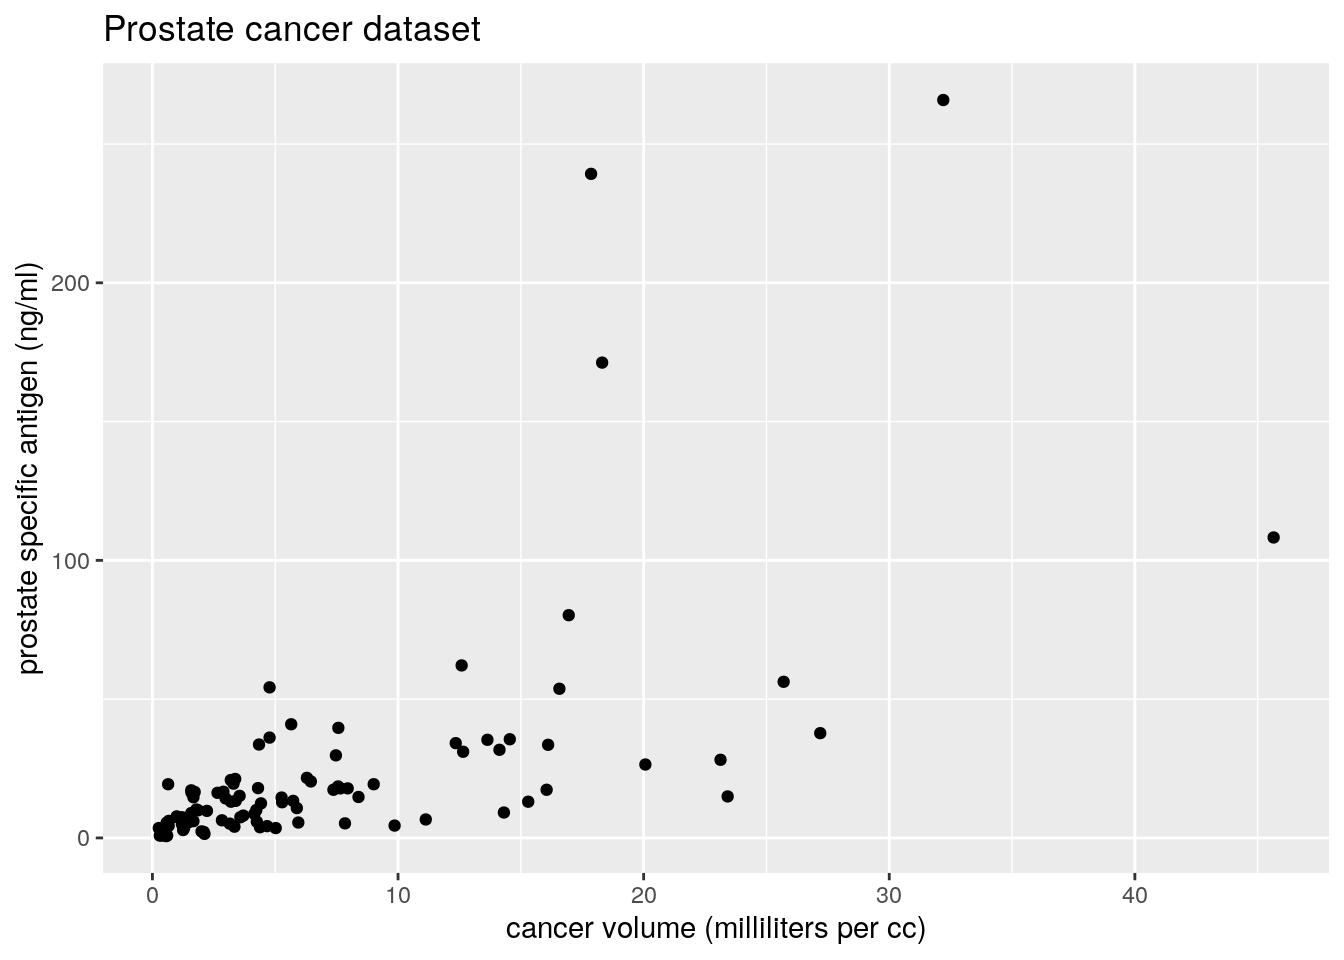 Prostate cancer dataset
prostate specific antigen (ng/ml)
200
100
0
0 10 20 30 40
cancer volume (milliliters per cc)